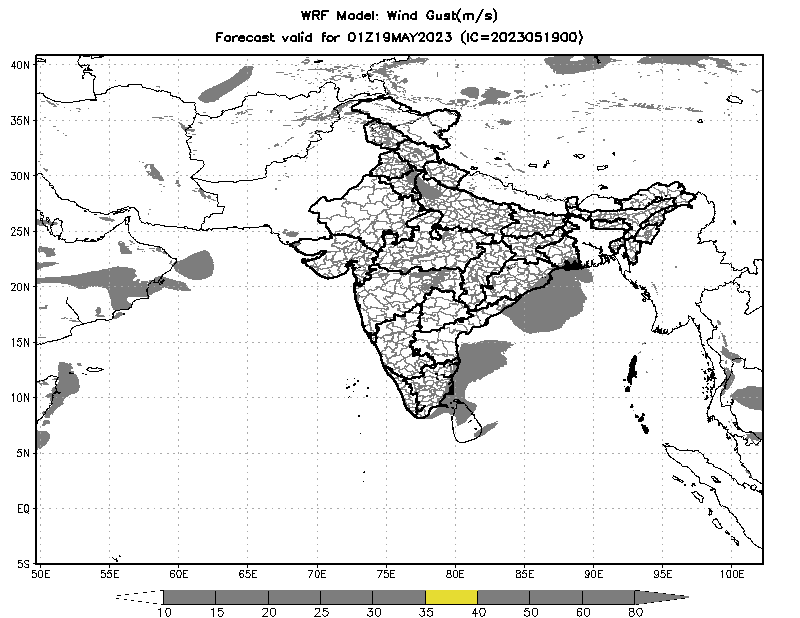 WRF Model: Wind Gust(m/s)
Forecast valid for 01Z19MAY2023 (IC=2023051900)
40N
35N
30N
25N
20N
15N
10N
5N
EQ
5S
50E 55E 60E 65E 70E 75E 80E 85E 90E 95E 100E
10 15 20 25 30 35 40 50 60 80